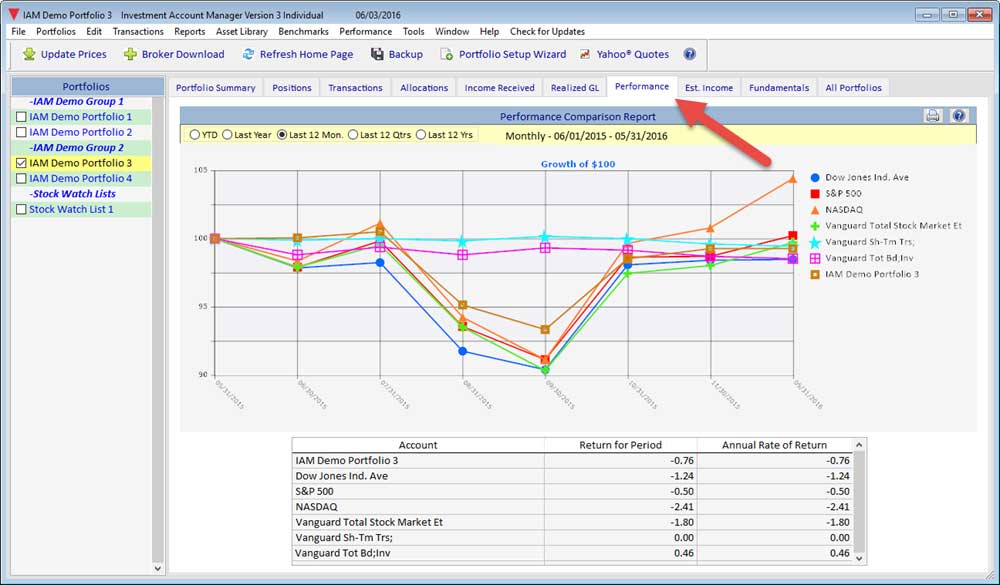 IAM Demo Portfolio 3 Investment Account Manager Version 3 Individual 06/03/2016
File Portfolios Edit Transactions Reports Asset Library Benchmarks Performance Tools Window Help Check for Updates
Update Prices Broker Download Refresh Home Page Backup Portfolio Setup Wizard Yahoo® Quotes ?
Portfolios
-IAM Demo Group 1
IAM Demo Portfolio 1
IAM Demo Portfolio 2
-IAM Demo Group 2
IAM Demo Portfolio 3
IAM Demo Portfolio 4
-Stock Watch Lists
Stock Watch List 1
Portfolio Summary Positions Transactions Allocations Income Received Realized GL Performance Est. Income Fundamentals All Portfolios
Performance Comparison Report ?
YTD Last Year Last 12 Mon. Last 12 Qtrs Last 12 Yrs Monthly - 06/01/2015 - 05/31/2016
Growth of $100
105
100
95
90
05/31/2015 06/30/2015 07/31/2015 08/31/2015 09/30/2015 10/31/2015 11/30/2015 05/31/2016
Dow Jones Ind. Ave
S&P 500
NASDAQ
Vanguard Total Stock Market Et
Vanguard Sh-Tm Trs;
Vanguard Tot Bd;Inv
IAM Demo Portfolio 3
Account Return for Period Annual Rate of Return
IAM Demo Portfolio 3 -0.76 -0.76
Dow Jones Ind. Ave -1.24 -1.24
S&P 500 -0.50 -0.50
NASDAQ -2.41 -2.41
Vanguard Total Stock Market Et -1.80 -1.80
Vanguard Sh-Tm Trs; 0.00 0.00
Vanguard Tot Bd;Inv 0.46 0.46